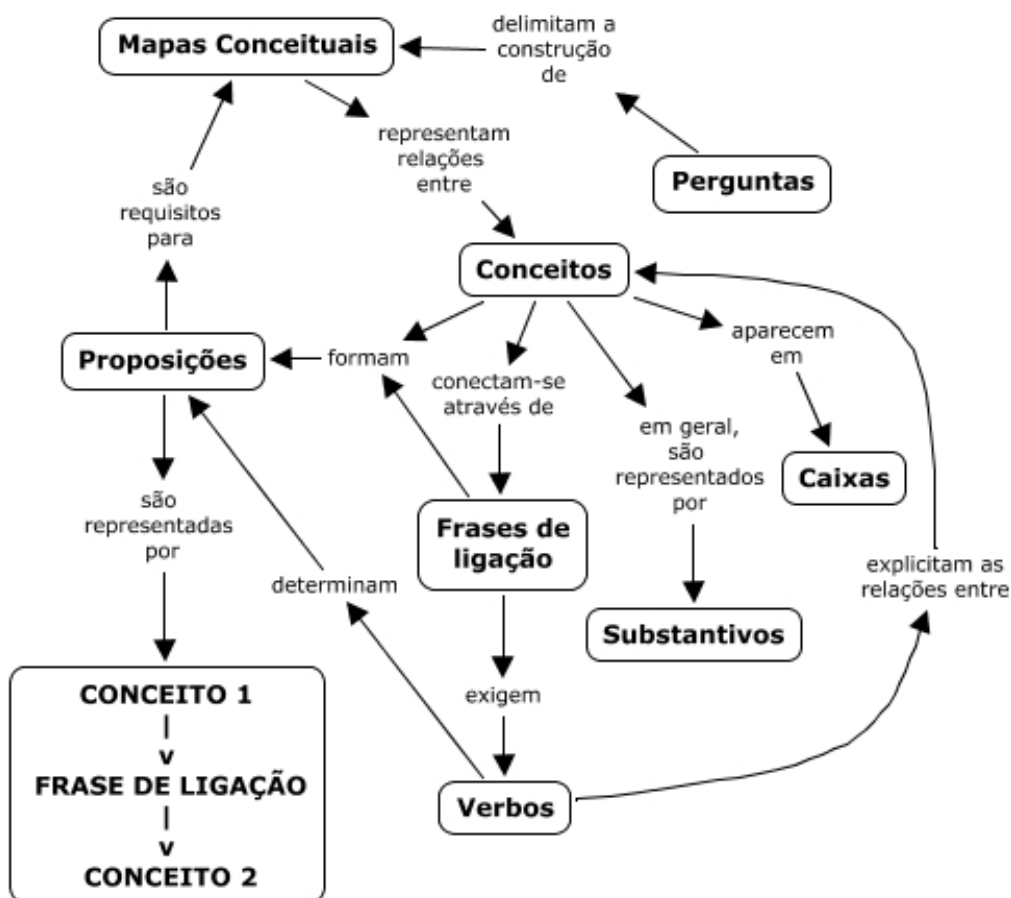 Mapas Conceituais
delimitam a
construção
de
representam
relações
entre
Perguntas
são
requisitos
para
Conceitos
Proposições
formam
conectam-se
através de
em geral,
são
representados
por
aparecem
em
Caixas
são
representadas
por
Frases de
ligação
determinam
explicitam as
relações entre
Substantivos
exigem
Verbos
CONCEITO 1
|
v
FRASE DE LIGAÇÃO
|
v
CONCEITO 2